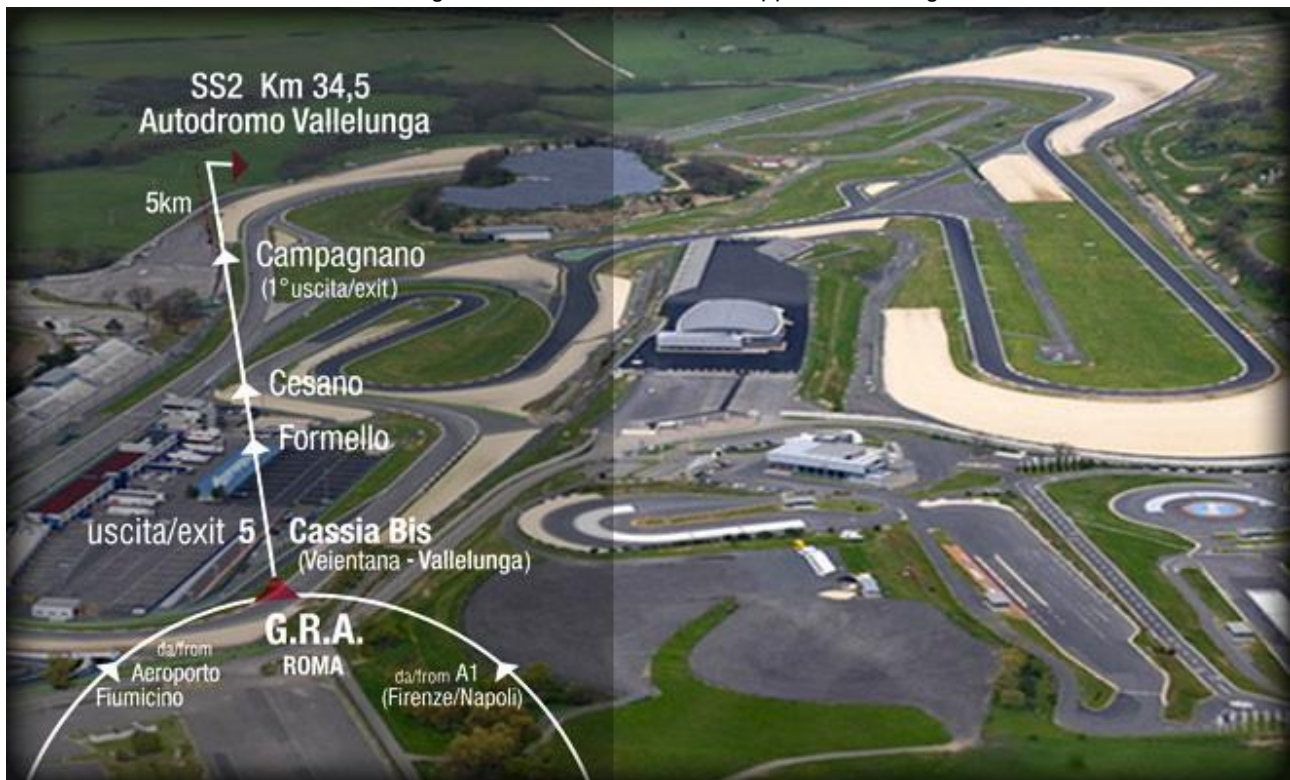 SS2 Km 34,5
Autodromo Vallelunga
5km
Campagnano
(1° uscita/exit)
Cesano
Formello
uscita/exit 5
Cassia Bis
(Veientana - Vallelunga)
G.R.A.
ROMA
da/from
Aeroporto
Fiumicino
da/from A1
(Firenze/Napoli)